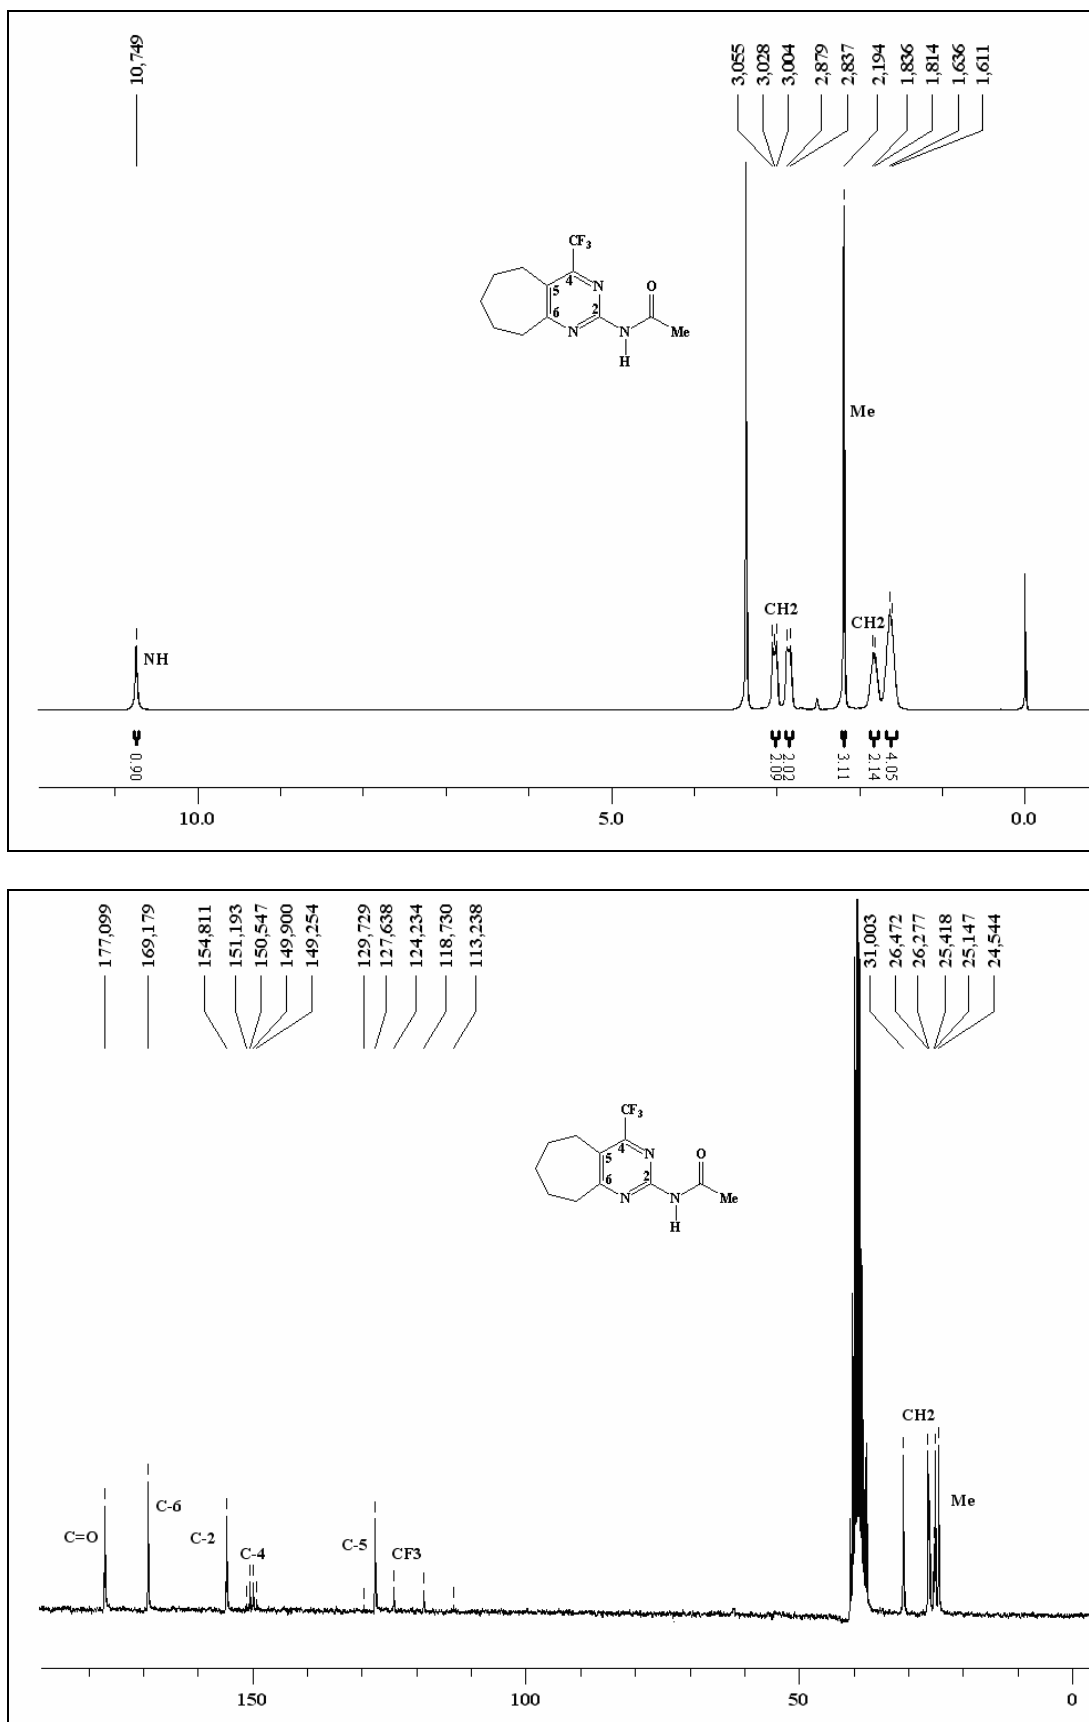 10,749
3,055
3,028
3,004
2,879
2,837
2,194
1,836
1,814
1,636
1,611
CF3
4
N
5
6
2
N
N
H
O
Me
Me
CH2
CH2
NH
0.90
2.09
2.02
3.11
2.14
4.05
10.0
5.0
0.0
177,099
169,179
154,811
151,193
150,547
149,900
149,254
129,729
127,638
124,234
118,730
113,238
31,003
26,472
26,277
25,418
25,147
24,544
CF3
4
N
5
6
2
N
N
H
O
Me
CH2
Me
C=O
C-6
C-2
C-4
C-5
CF3
150
100
50
0